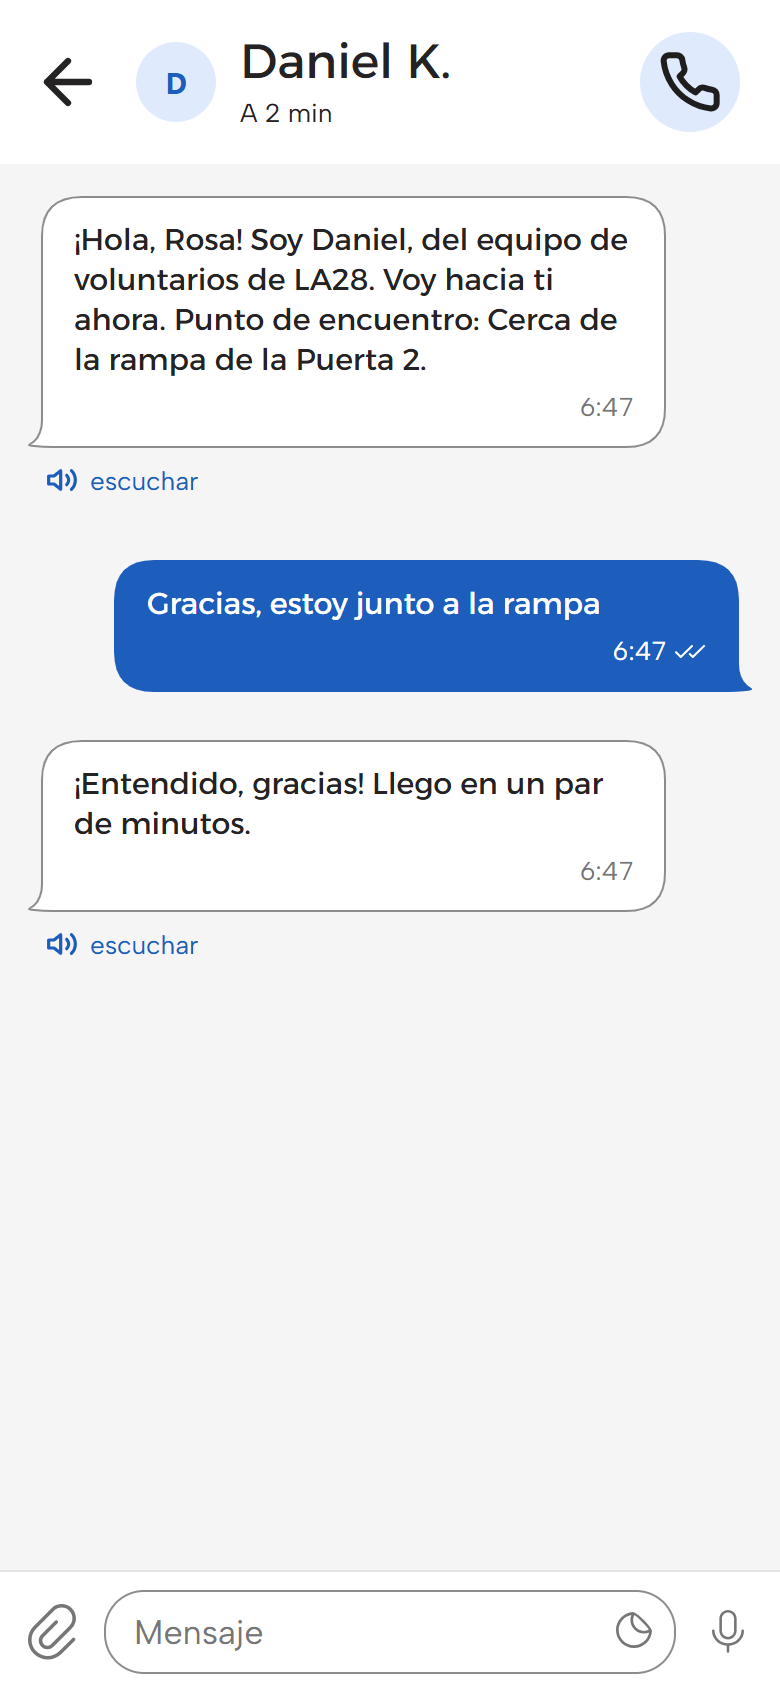 Daniel K.
D
A 2 min
¡Hola, Rosa! Soy Daniel, del equipo de
voluntarios de LA28. Voy hacia ti
ahora. Punto de encuentro: Cerca de
la rampa de la Puerta 2.
6:47
escuchar
Gracias, estoy junto a la rampa
6:47
¡Entendido, gracias! Llego en un par
de minutos.
6:47
escuchar
Mensaje